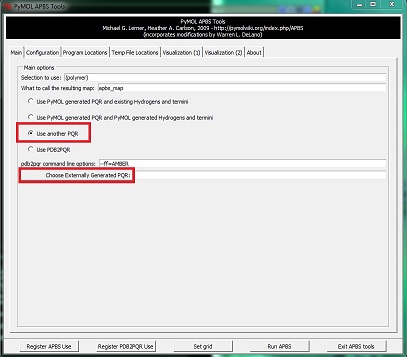 PyMOL APBS Tools
PyMOL APBS Tools
Michael G. Lerner, Heather A. Carlson, 2009 - http://pymolwiki.org/index.php/APBS
(incorporates modifications by Warren L. DeLano)
Main Configuration Program Locations Temp File Locations Visualization (1) Visualization (2) About
Main options
Selection to use: (polymer)
What to call the resulting map: apbs_map
Use PyMOL generated PQR and existing Hydrogens and termini
Use PyMOL generated PQR and PyMOL generated Hydrogens and termini
Use another PQR
Use PDB2PQR
pdb2pqr command line options: --ff=AMBER
Choose Externally Generated PQR:
Register APBS Use Register PDB2PQR Use Set grid Run APBS Exit APBS tools